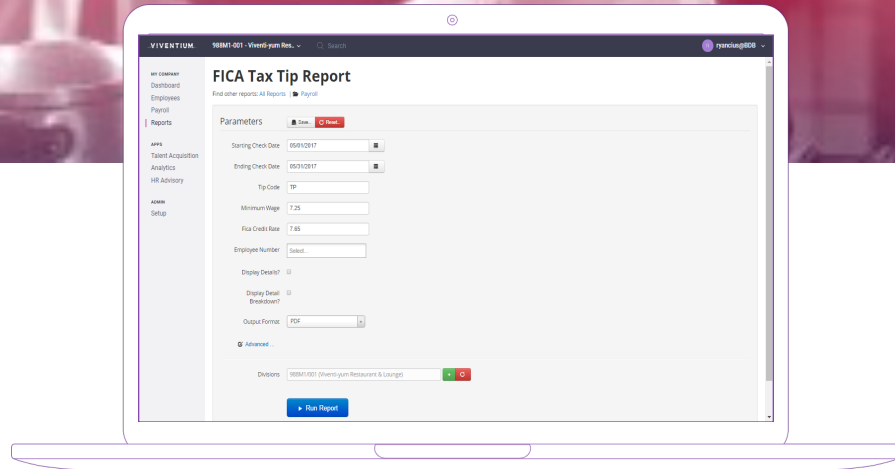 VIVENTIUM.
988M1-001 - Viventi-yum Res..
Search
ryancius@BDB
MY COMPANY
Dashboard
Employees
Payroll
Reports
APPS
Talent Acquisition
Analytics
HR Advisory
ADMIN
Setup
FICA Tax Tip Report
Find other reports: All Reports | Payroll
Parameters
Save..
Reset..
Starting Check Date 05/01/2017
Ending Check Date 05/31/2017
Tip Code TP
Minimum Wage 7.25
Fica Credit Rate 7.65
Employee Number Select..
Display Details?
Display Detail
Breakdown?
Output Format PDF
Advanced ...
Divisions 988M1/001 (Viventi-yum Restaurant & Lounge)
Run Report